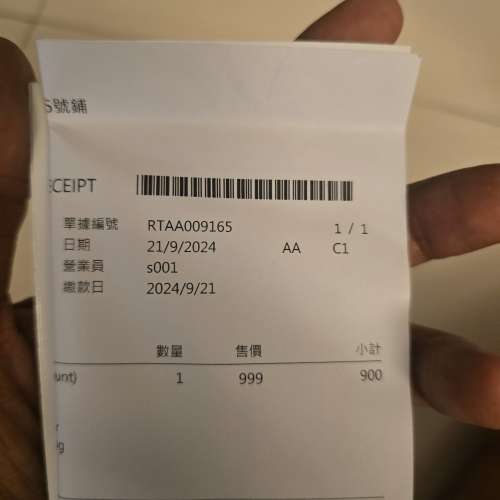 S號鋪
CEIPT
單據編號 RTAA009165 1 / 1
日期 21/9/2024 AA C1
營業員 s001
繳款日 2024/9/21
數量 售價 小計
unt) 1 999 900